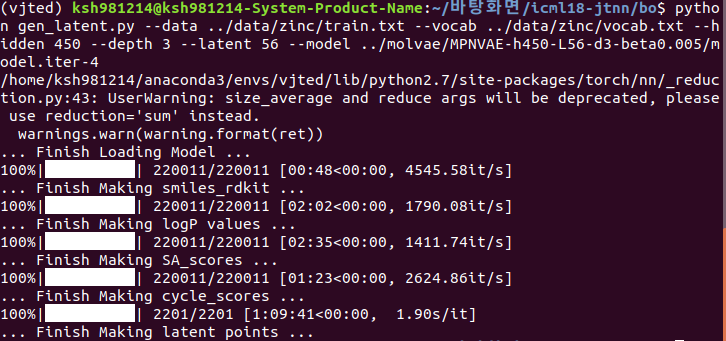 (vjted) ksh981214@ksh981214-System-Product-Name:~/바탕화면/icml18-jtnn/bo$ pytho
n gen_latent.py --data ../data/zinc/train.txt --vocab ../data/zinc/vocab.txt --h
idden 450 --depth 3 --latent 56 --model ../molvae/MPNVAE-h450-L56-d3-beta0.005/m
odel.iter-4
/home/ksh981214/anaconda3/envs/vjted/lib/python2.7/site-packages/torch/nn/_reduc
tion.py:43: UserWarning: size_average and reduce args will be deprecated, please
 use reduction='sum' instead.
  warnings.warn(warning.format(ret))
... Finish Loading Model ...
100%|██████████| 220011/220011 [00:48<00:00, 4545.58it/s]
... Finish Making smiles_rdkit ...
100%|██████████| 220011/220011 [02:02<00:00, 1790.08it/s]
... Finish Making logP values ...
100%|██████████| 220011/220011 [02:35<00:00, 1411.74it/s]
... Finish Making SA_scores ...
100%|██████████| 220011/220011 [01:23<00:00, 2624.86it/s]
... Finish Making cycle_scores ...
100%|██████████| 2201/2201 [1:09:41<00:00,  1.90s/it]
... Finish Making latent points ...